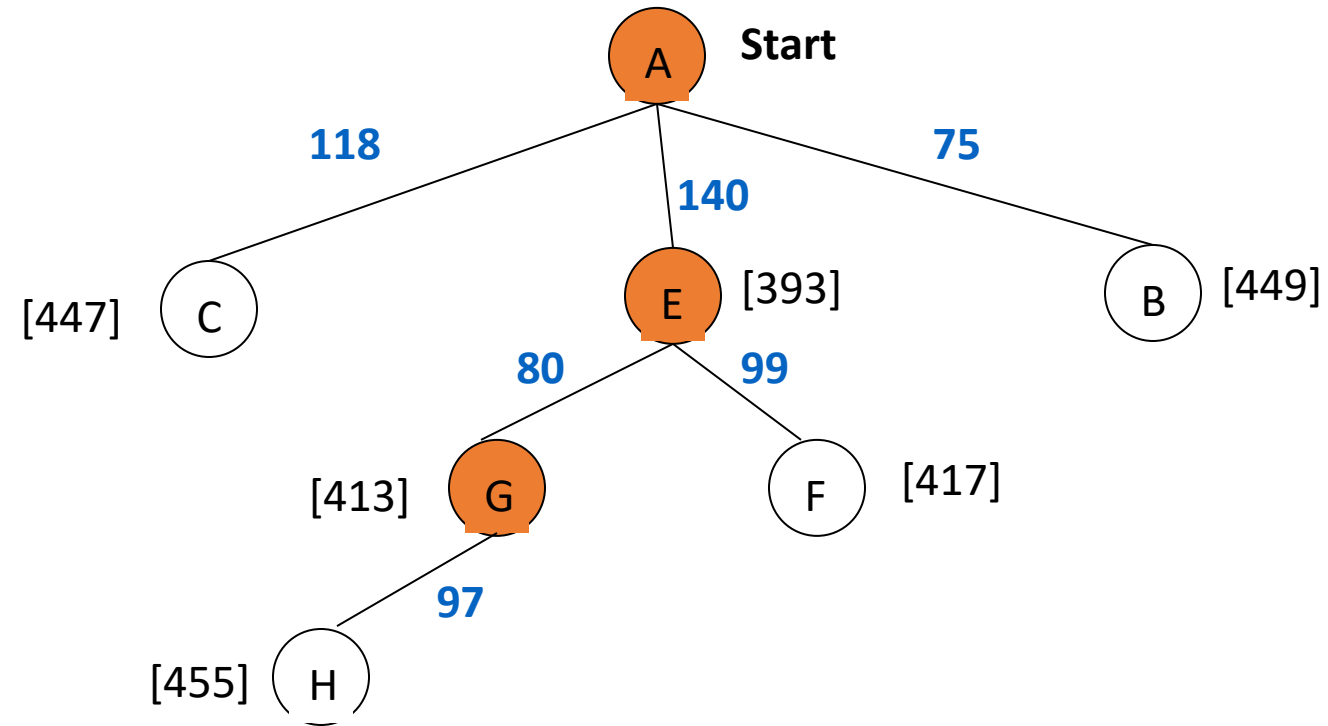 A Start
118
75
140
[447] C
E [393]
B [449]
80
99
[413] G
F [417]
97
[455] H